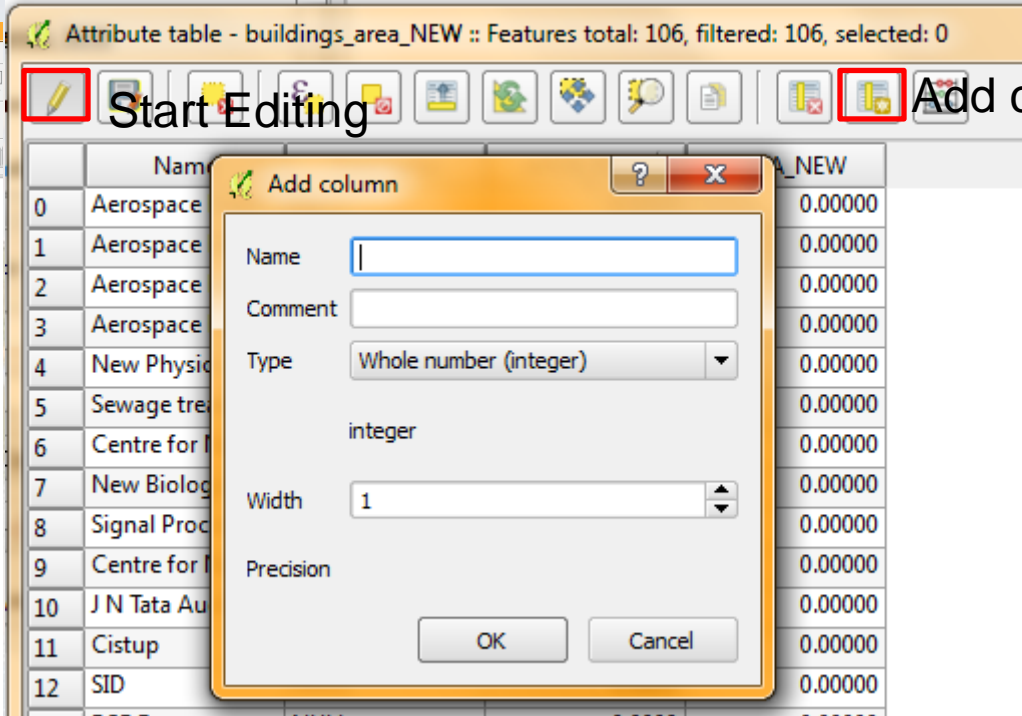 Attribute table - buildings_area_NEW :: Features total: 106, filtered: 106, selected: 0
Start Editing
Add
Name
_NEW
Add column
0 Aerospace 0.00000
1 Aerospace 0.00000
2 Aerospace 0.00000
3 Aerospace 0.00000
4 New Physic 0.00000
5 Sewage trea 0.00000
6 Centre for 0.00000
7 New Biolog 0.00000
8 Signal Proc 0.00000
9 Centre for 0.00000
10 J N Tata Au 0.00000
11 Cistup 0.00000
12 SID 0.00000
Name
Comment
Type Whole number (integer)
integer
Width 1
Precision
OK Cancel